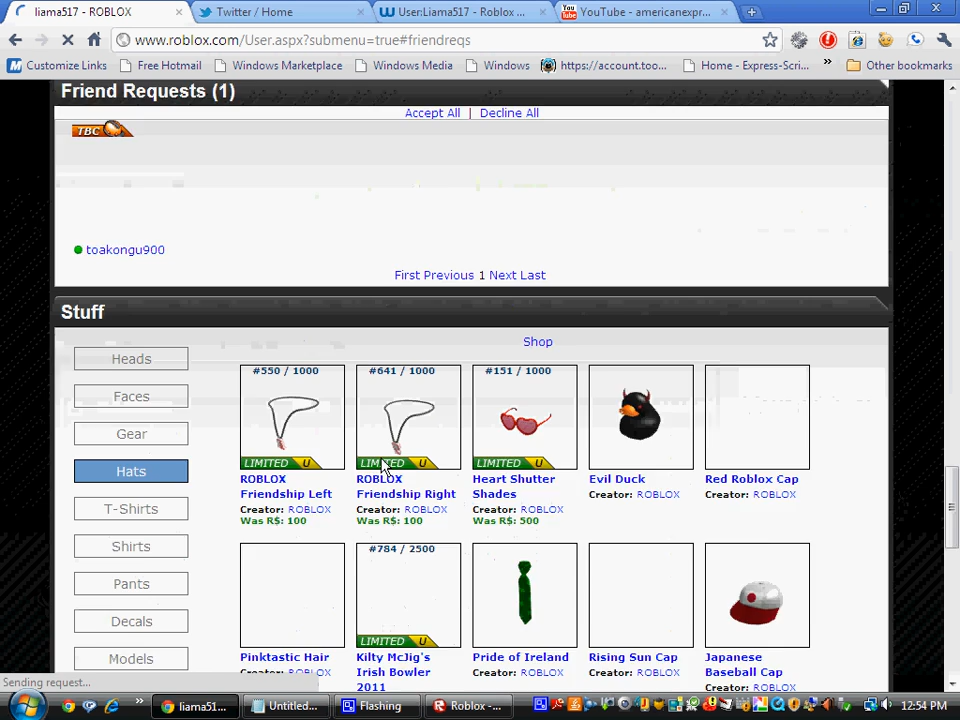 liama517 - ROBLOX
Twitter / Home
User:Liama517 - Roblox ...
YouTube - americanexpr...
www.roblox.com/User.aspx?submenu=true#friendreqs
Customize Links
Free Hotmail
Windows Marketplace
Windows Media
Windows
https://account.too...
Home - Express-Scri...
»
Other bookmarks
Friend Requests (1)
Accept All | Decline All
TBC
toakongu900
First Previous 1 Next Last
Stuff
Shop
Heads
Faces
Gear
Hats
T-Shirts
Shirts
Pants
Decals
Models
#550 / 1000
LIMITED U
ROBLOX
Friendship Left
Creator: ROBLOX
Was R$: 100
#641 / 1000
LIMITED U
ROBLOX
Friendship Right
Creator: ROBLOX
Was R$: 100
#151 / 1000
LIMITED U
Heart Shutter
Shades
Creator: ROBLOX
Was R$: 500
Evil Duck
Creator: ROBLOX
Red Roblox Cap
Creator: ROBLOX
Pinktastic Hair
Creator: ROBLOX
#784 / 2500
LIMITED U
Kilty McJig's
Irish Bowler
2011
Pride of Ireland
Creator: ROBLOX
Rising Sun Cap
Creator: ROBLOX
Japanese
Baseball Cap
Creator: ROBLOX
Sending request...
liama51...
Untitled...
Flashing
Roblox -...
12:54 PM